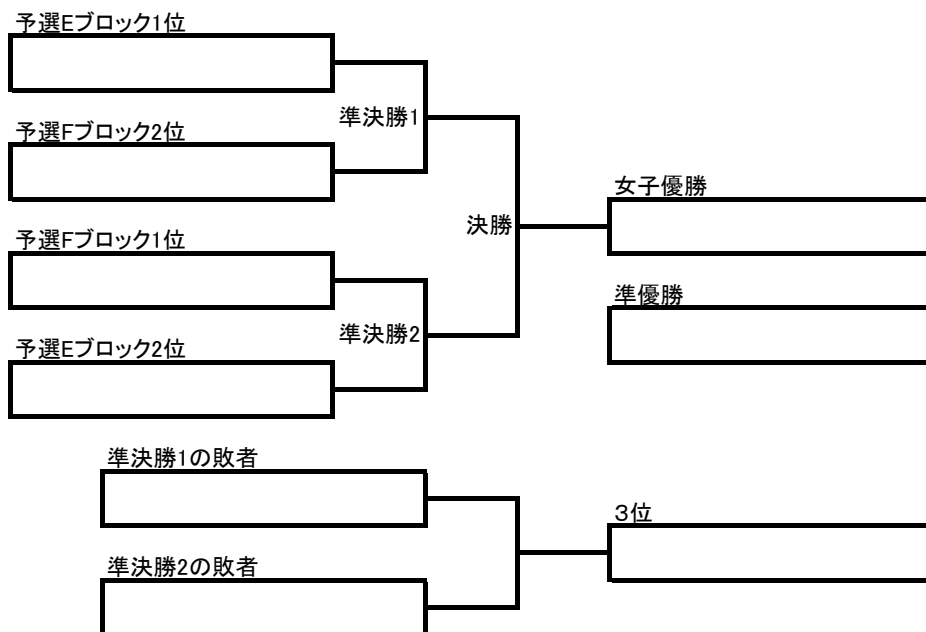 予選Eブロック1位
準決勝1
予選Fブロック2位
女子優勝
決勝
予選Fブロック1位
準優勝
準決勝2
予選Eブロック2位
準決勝1の敗者
3位
準決勝2の敗者